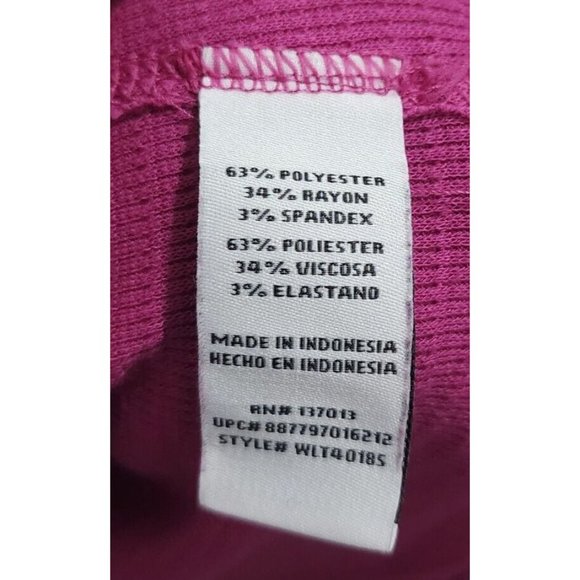 63% POLYESTER
34% RAYON
3% SPANDEX
63% POLIESTER
34% VISCOSA
3% ELASTANO
MADE IN INDONESIA
HECHO EN INDONESIA
RN# 137013
UPC# 887797016212
STYLE# WLT40185